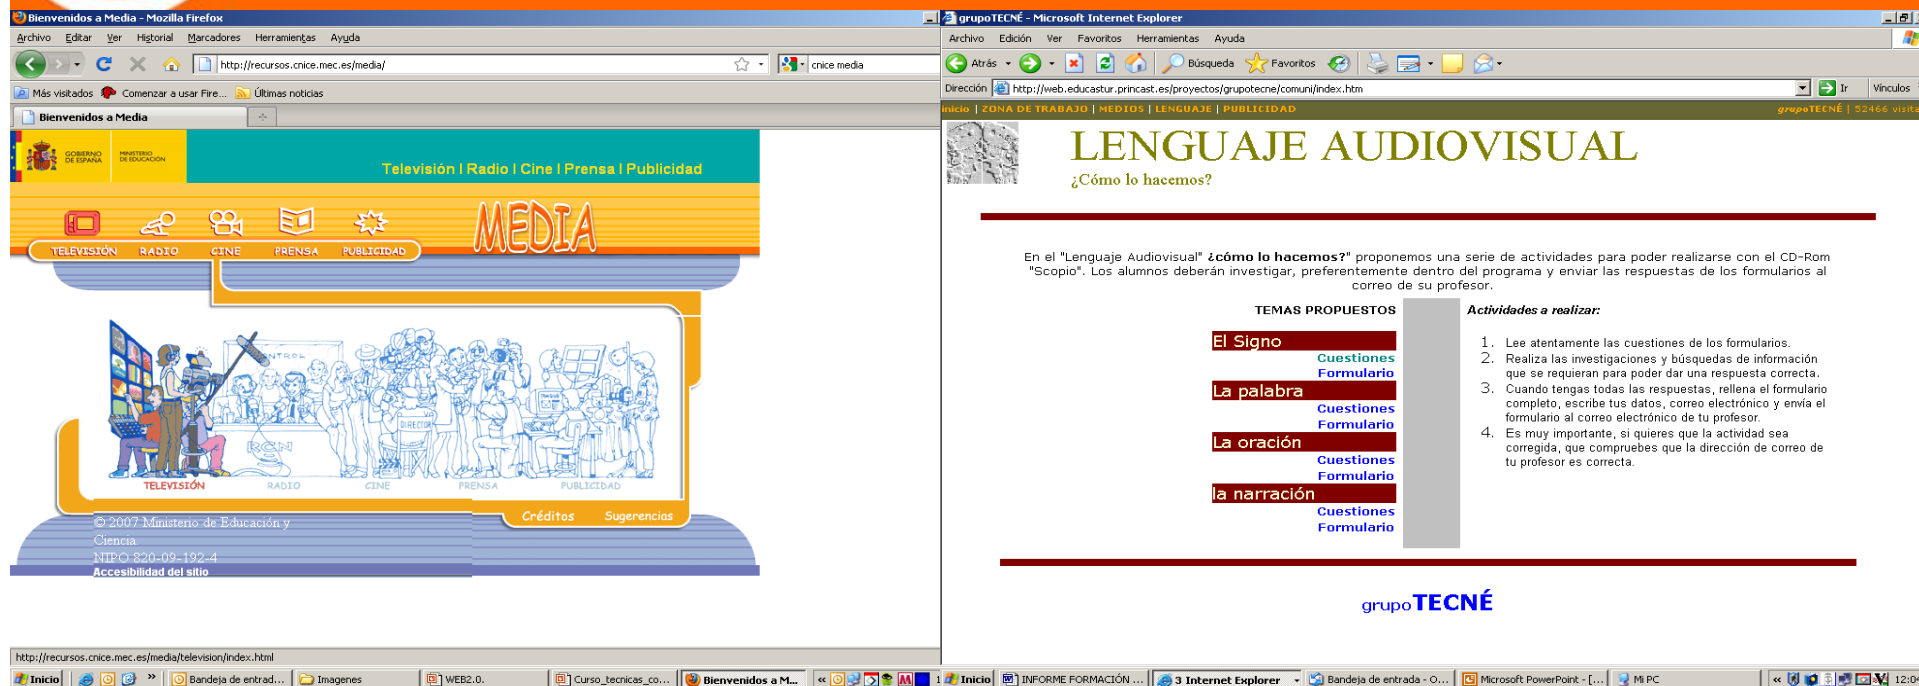 Bienvenidos a Media - Mozilla Firefox
Archivo Editar Ver Historial Marcadores Herramientas Ayuda
http://recursos.cnice.mec.es/media/
cnice media
Más visitados Comenzar a usar Fire... Últimas noticias
Bienvenidos a Media
GOBIERNO DE ESPAÑA
MINISTERIO DE EDUCACIÓN
Televisión | Radio | Cine | Prensa | Publicidad
MEDIA
TELEVISIÓN RADIO CINE PRENSA PUBLICIDAD
CONTROL
DIRECTOR
RCN
TELEVISIÓN RADIO CINE PRENSA PUBLICIDAD
Créditos Sugerencias
© 2007 Ministerio de Educación y
Ciencia
NIPO 820-09-192-4
Accesibilidad del sitio
http://recursos.cnice.mec.es/media/television/index.html
Inicio Bandeja de entrad... Imagenes WEB2.0. Curso_tecnicas_co... Bienvenidos a M...
grupoTECNÉ - Microsoft Internet Explorer
Archivo Edición Ver Favoritos Herramientas Ayuda
Atrás Búsqueda Favoritos
Dirección http://web.educastur.princast.es/proyectos/grupotecne/comuni/index.htm Ir Vínculos
inicio | ZONA DE TRABAJO | MEDIOS | LENGUAJE | PUBLICIDAD
grupoTECNÉ | 52466 visita
LENGUAJE AUDIOVISUAL
¿Cómo lo hacemos?
En el "Lenguaje Audiovisual" ¿cómo lo hacemos?" proponemos una serie de actividades para poder realizarse con el CD-Rom
"Scopio". Los alumnos deberán investigar, preferentemente dentro del programa y enviar las respuestas de los formularios al
correo de su profesor.
TEMAS PROPUESTOS
El Signo
Cuestiones
Formulario
La palabra
Cuestiones
Formulario
La oración
Cuestiones
Formulario
la narración
Cuestiones
Formulario
Actividades a realizar:
1. Lee atentamente las cuestiones de los formularios.
2. Realiza las investigaciones y búsquedas de información
que se requieran para poder dar una respuesta correcta.
3. Cuando tengas todas las respuestas, rellena el formulario
completo, escribe tus datos, correo electrónico y envía el
formulario al correo electrónico de tu profesor.
4. Es muy importante, si quieres que la actividad sea
corregida, que compruebes que la dirección de correo de
tu profesor es correcta.
grupoTECNÉ
Inicio INFORME FORMACIÓN ... 3 Internet Explorer Bandeja de entrada - O... Microsoft PowerPoint - [... Mi PC 12:04